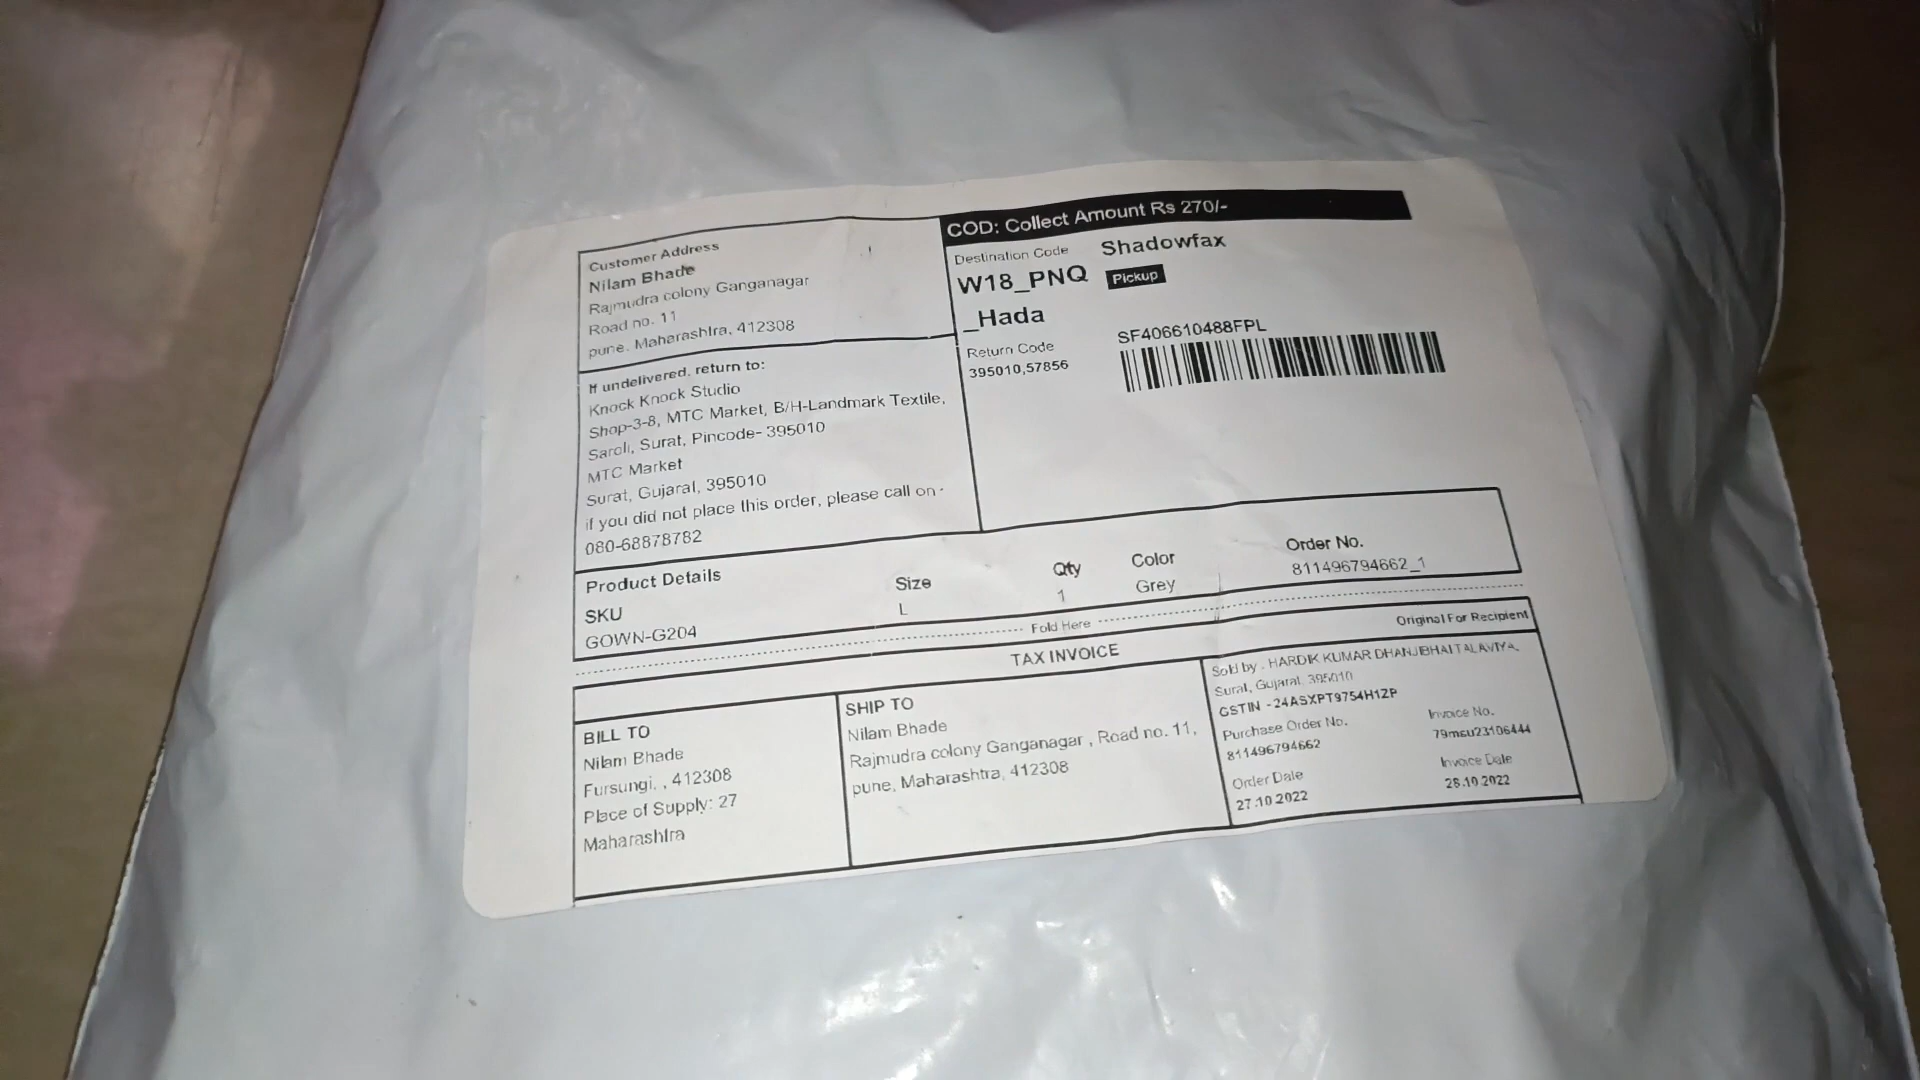 Customer Address
Nilam Bhade
Rajmudra colony Ganganagar
Road no. 11
pune, Maharashtra, 412308
If undelivered, return to:
Knock Knock Studio
Shop-3-8, MTC Market, B/H-Landmark Textile,
Saroli, Surat, Pincode- 395010
MTC Market
Surat, Gujarat, 395010
if you did not place this order, please call on -
080-68878782
COD: Collect Amount Rs 270/-
Destination Code
W18_PNQ
_Hada
Return Code
395010,57856
Shadowfax
Pickup
SF406610488FPL
Product Details
SKU Size Qty Color Order No.
GOWN-G204 L 1 Grey 811496794662_1
Fold Here
TAX INVOICE
Original For Recipient
BILL TO
Nilam Bhade
Fursungi, , 412308
Place of Supply: 27
Maharashtra
SHIP TO
Nilam Bhade
Rajmudra colony Ganganagar , Road no. 11,
pune, Maharashtra, 412308
Sold by : HARDIK KUMAR DHANJIBHAI TALAVIYA,
Surat, Gujarat, 395010
GSTIN - 24ASXPT9754H1ZP
Purchase Order No.
811496794662
Invoice No.
79msu23106444
Order Date
27.10.2022
Invoice Date
28.10.2022